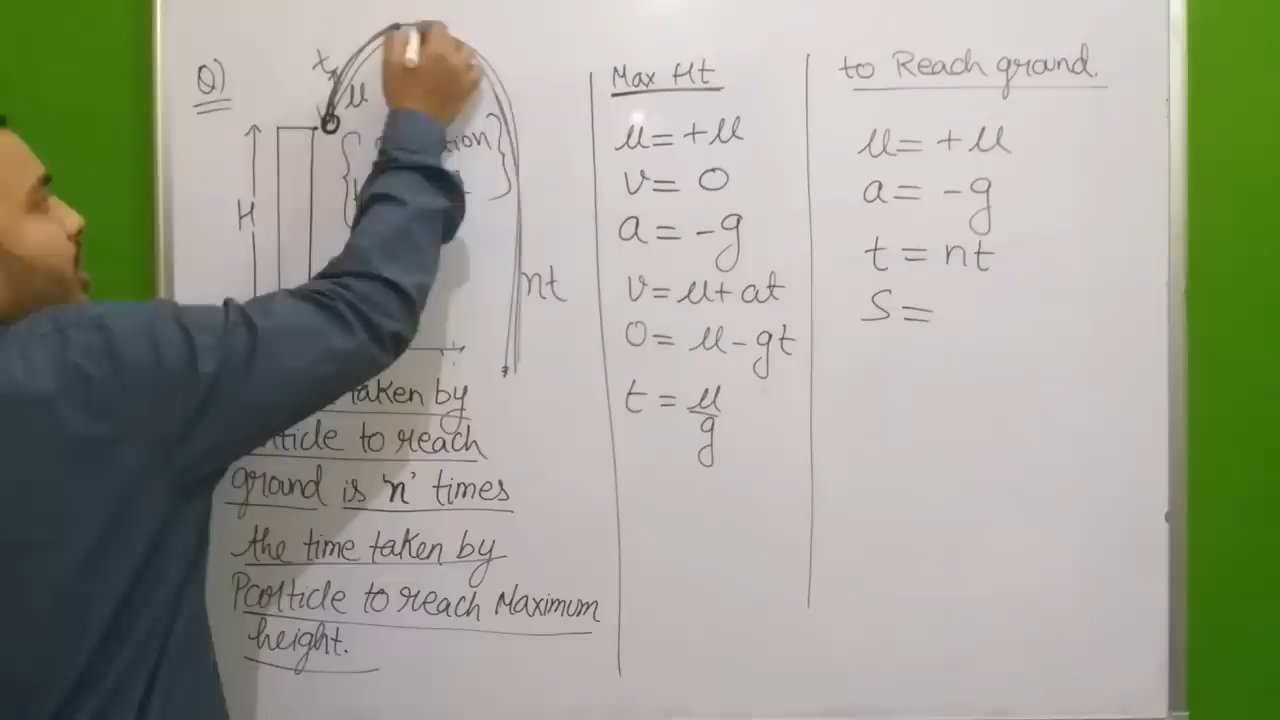 Q)
t
u
H
nt
taken by
ticle to reach
ground is 'n' times
the time taken by
Particle to reach Maximum
height.
Max Ht
u = +u
v = 0
a = -g
v = u + at
0 = u - gt
t = u/g
to Reach ground
u = +u
a = -g
t = nt
S =